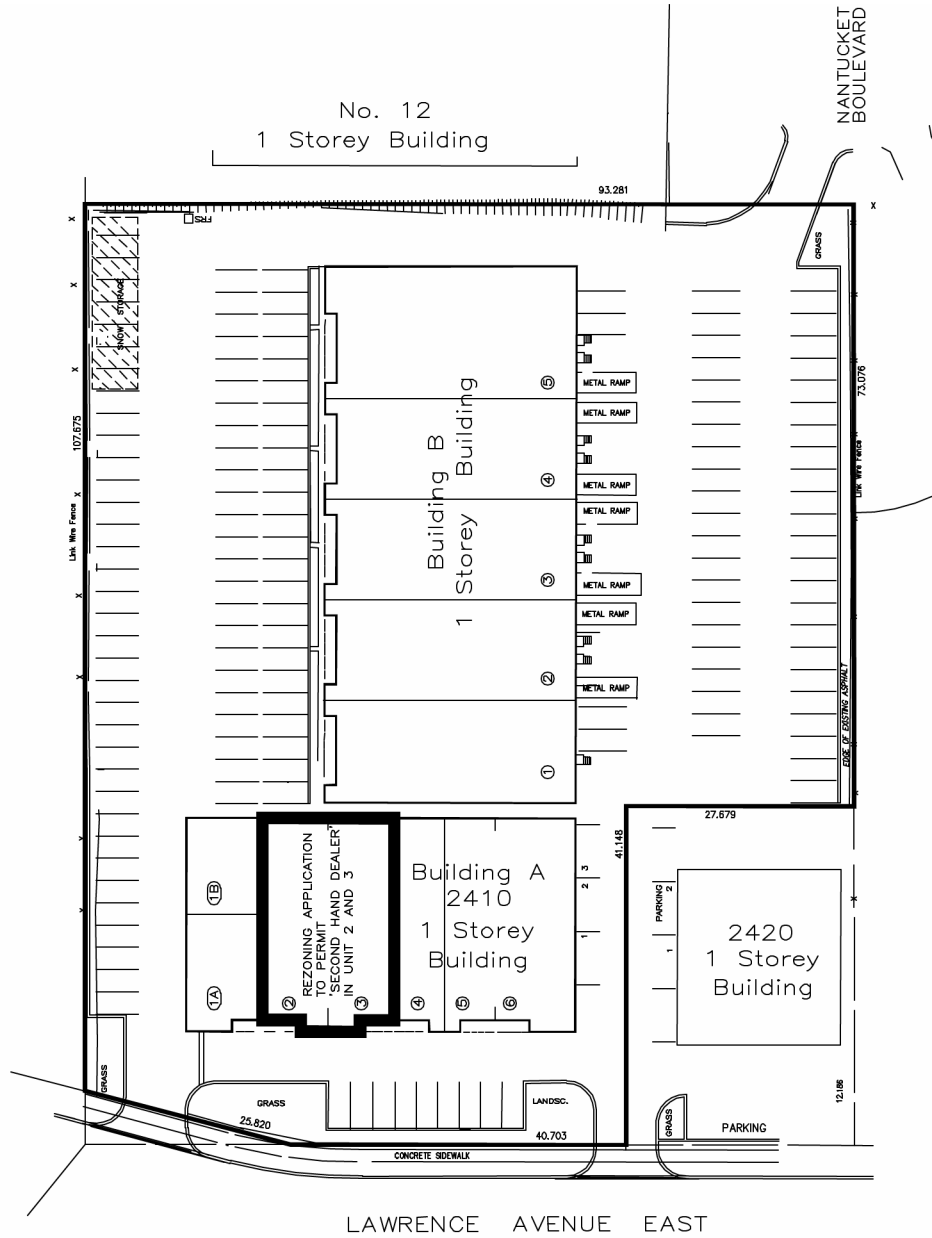 NANTUCKET
BOULEVARD
No. 12
1 Storey Building
93.281
X
X
FRS
GRASS
SNOW STORAGE
X
X
107.675
73.076
Link Wire Fence
Link Wire Fence
Building B
1 Storey Building
5
METAL RAMP
METAL RAMP
4
METAL RAMP
METAL RAMP
3
METAL RAMP
METAL RAMP
2
METAL RAMP
1
EDGE OF EXISTING ASPHALT
27.679
41.148
1B
1A
REZONING APPLICATION
TO PERMIT
'SECOND HAND DEALER'
IN UNIT 2 AND 3
2
3
Building A
2410
1 Storey
Building
4
5
6
3
2
1
PARKING
2
1
2420
1 Storey
Building
12.186
GRASS
GRASS
LANDSC.
GRASS
PARKING
25.820
40.703
CONCRETE SIDEWALK
LAWRENCE AVENUE EAST